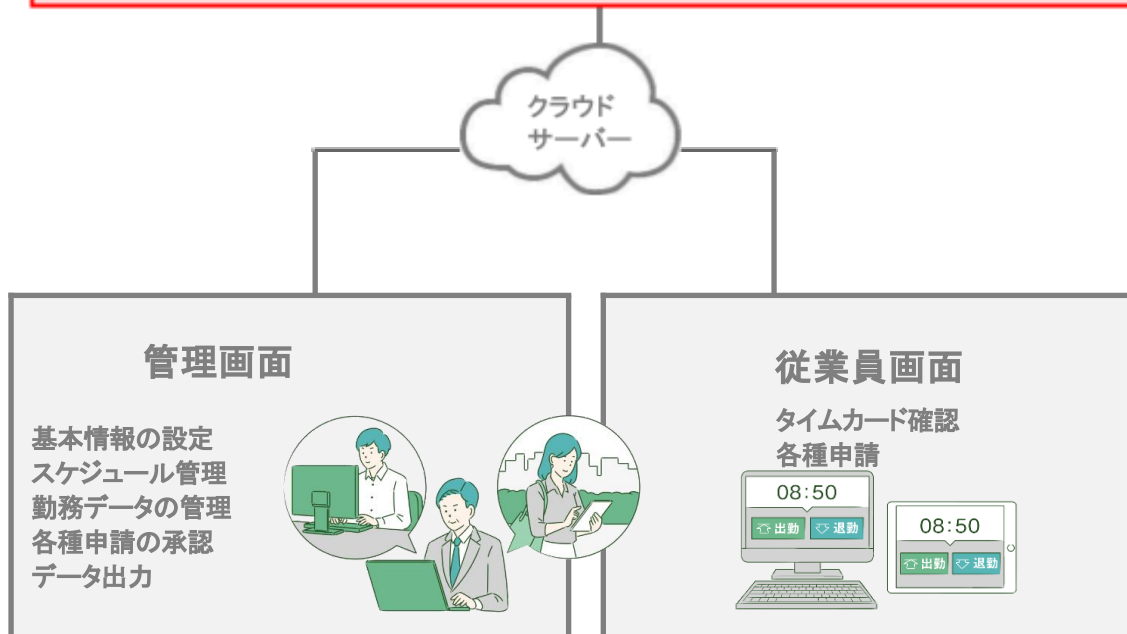 クラウド
サーバー
管理画面
基本情報の設定
スケジュール管理
勤務データの管理
各種申請の承認
データ出力
従業員画面
タイムカード確認
各種申請
08:50
出勤 退勤
08:50
出勤 退勤